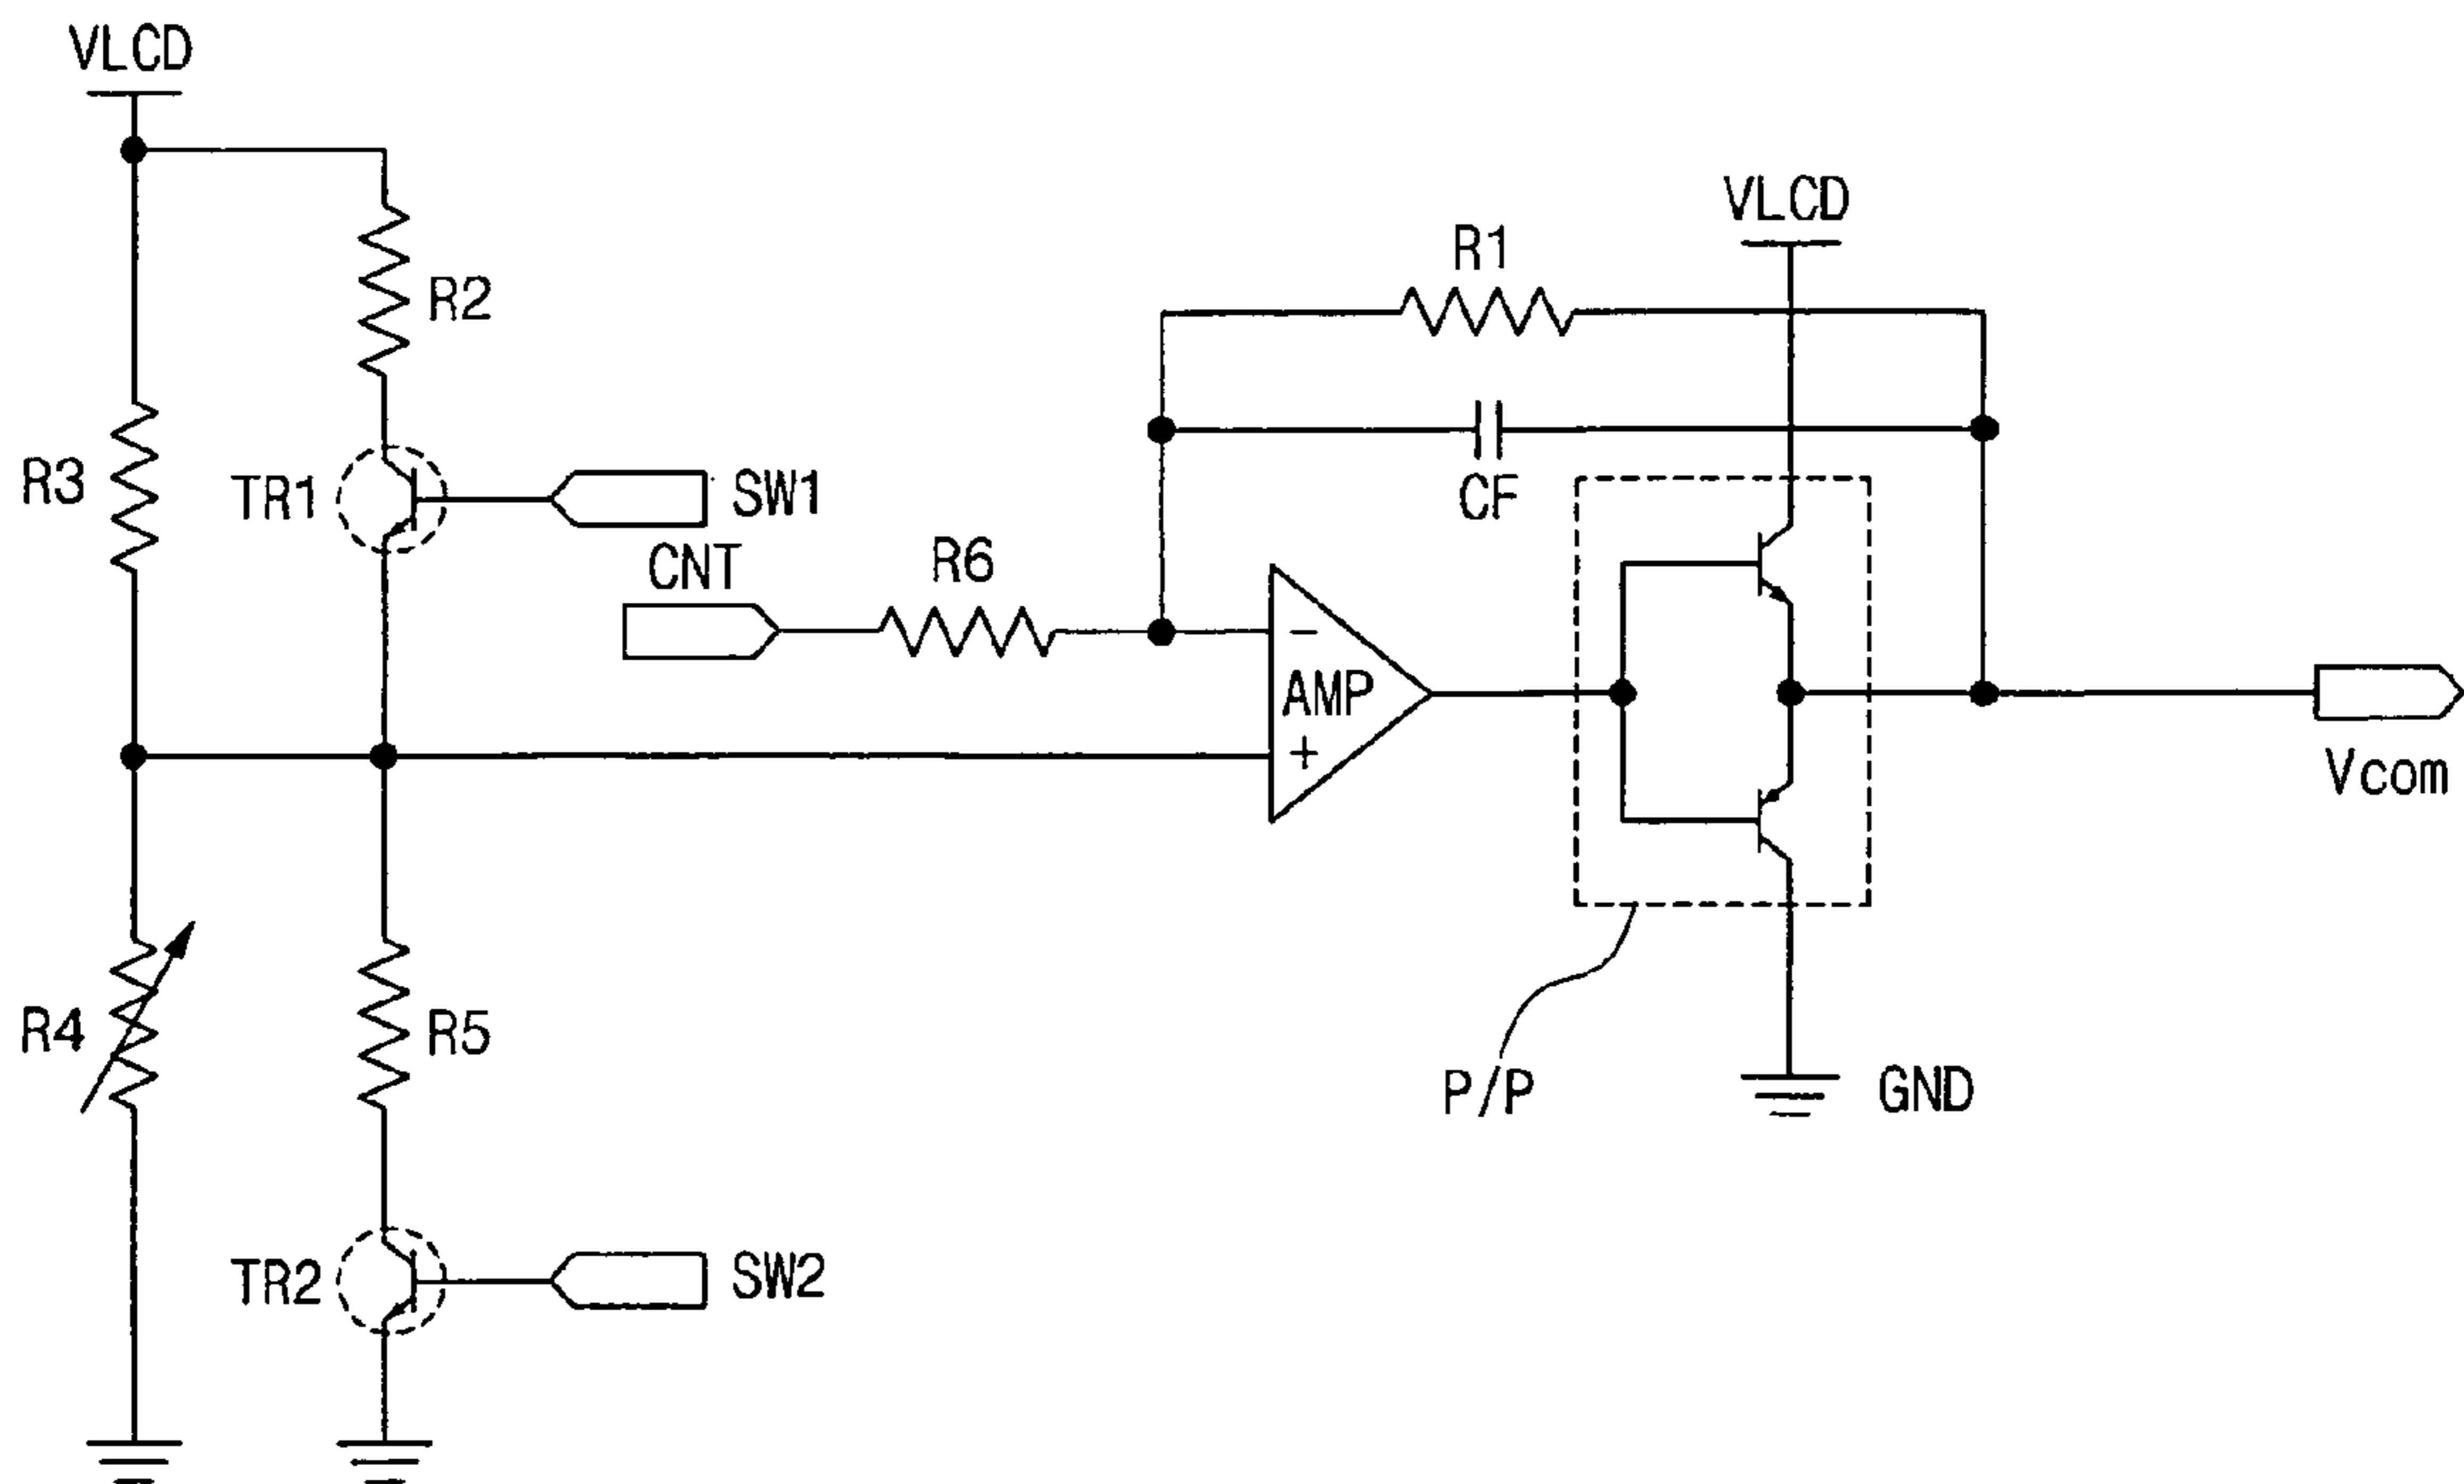 VLCD
VLCD
R1
R2
CF
R3
TR1
SW1
CNT
R6
−
AMP
+
Vcom
R4
R5
P/P
GND
TR2
SW2